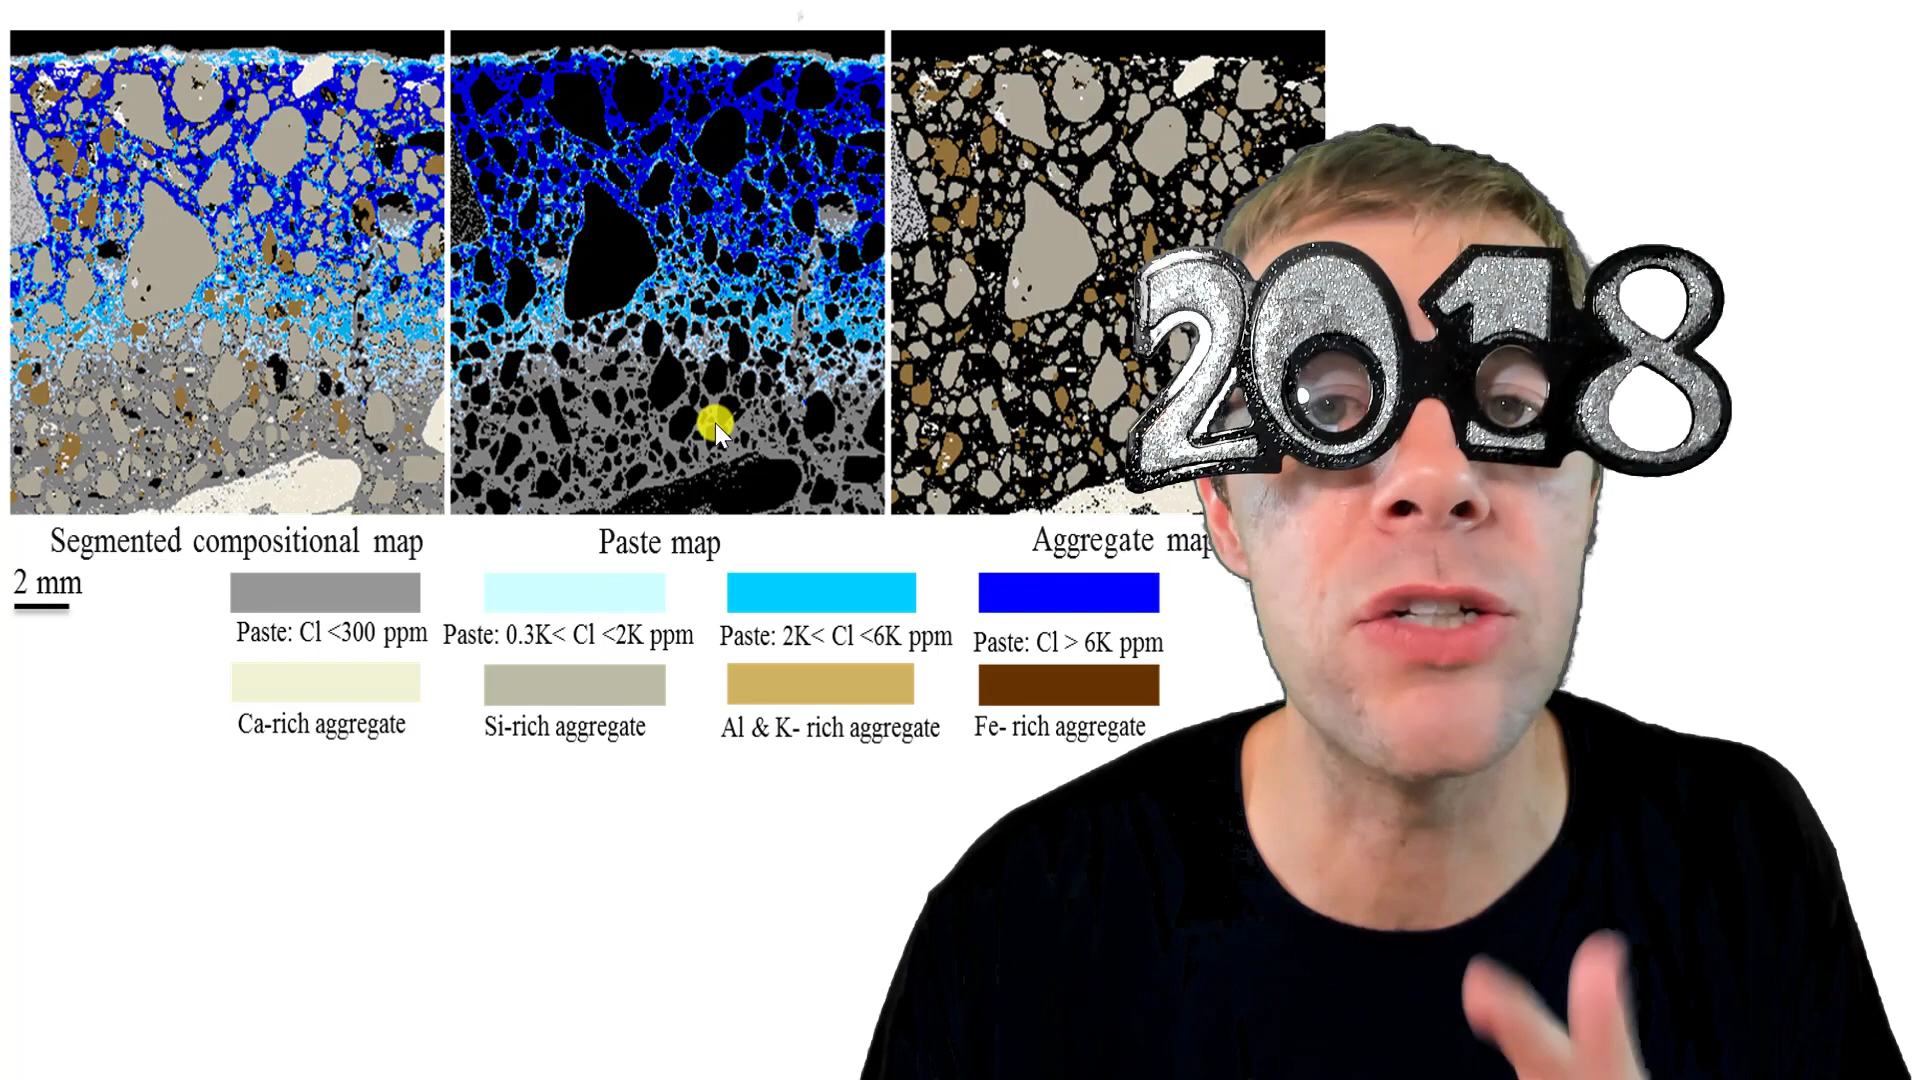 Segmented compositional map
Paste map
Aggregate map
2 mm
Paste: Cl <300 ppm
Paste: 0.3K< Cl <2K ppm
Paste: 2K< Cl <6K ppm
Paste: Cl > 6K ppm
Ca-rich aggregate
Si-rich aggregate
Al & K- rich aggregate
Fe- rich aggregate
2018